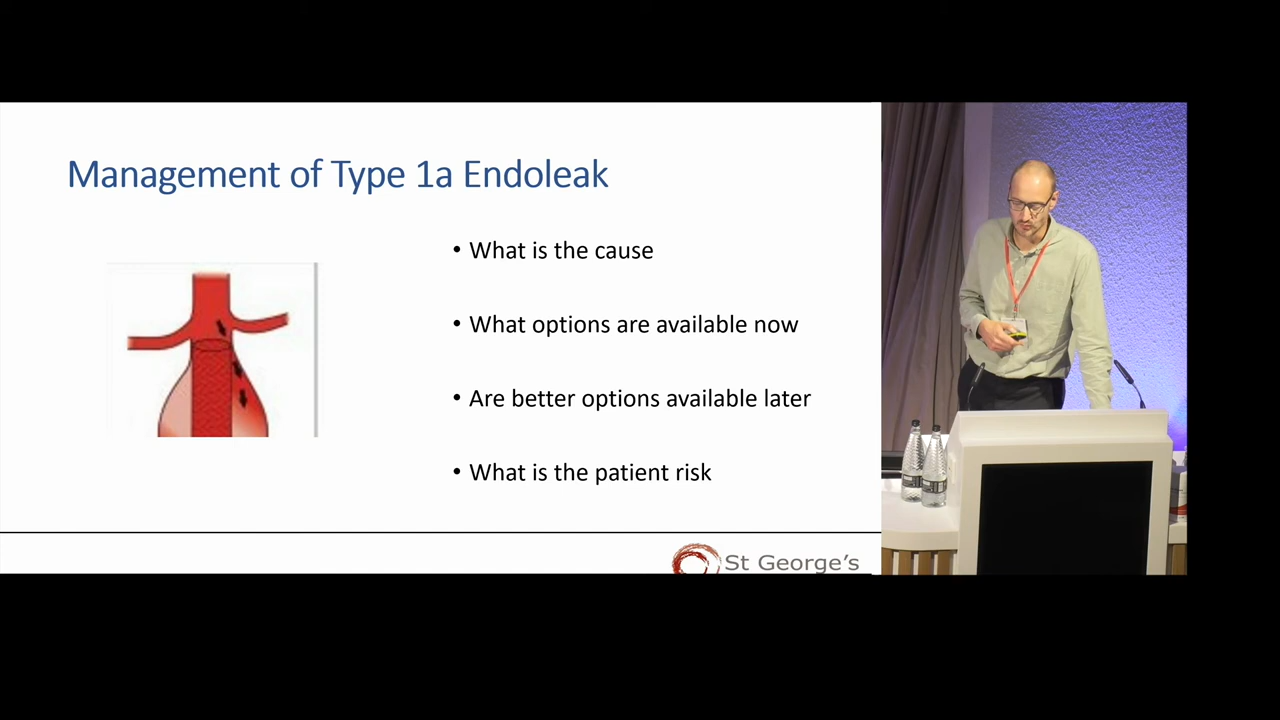 Management of Type 1a Endoleak
• What is the cause
• What options are available now
• Are better options available later
• What is the patient risk
St George's